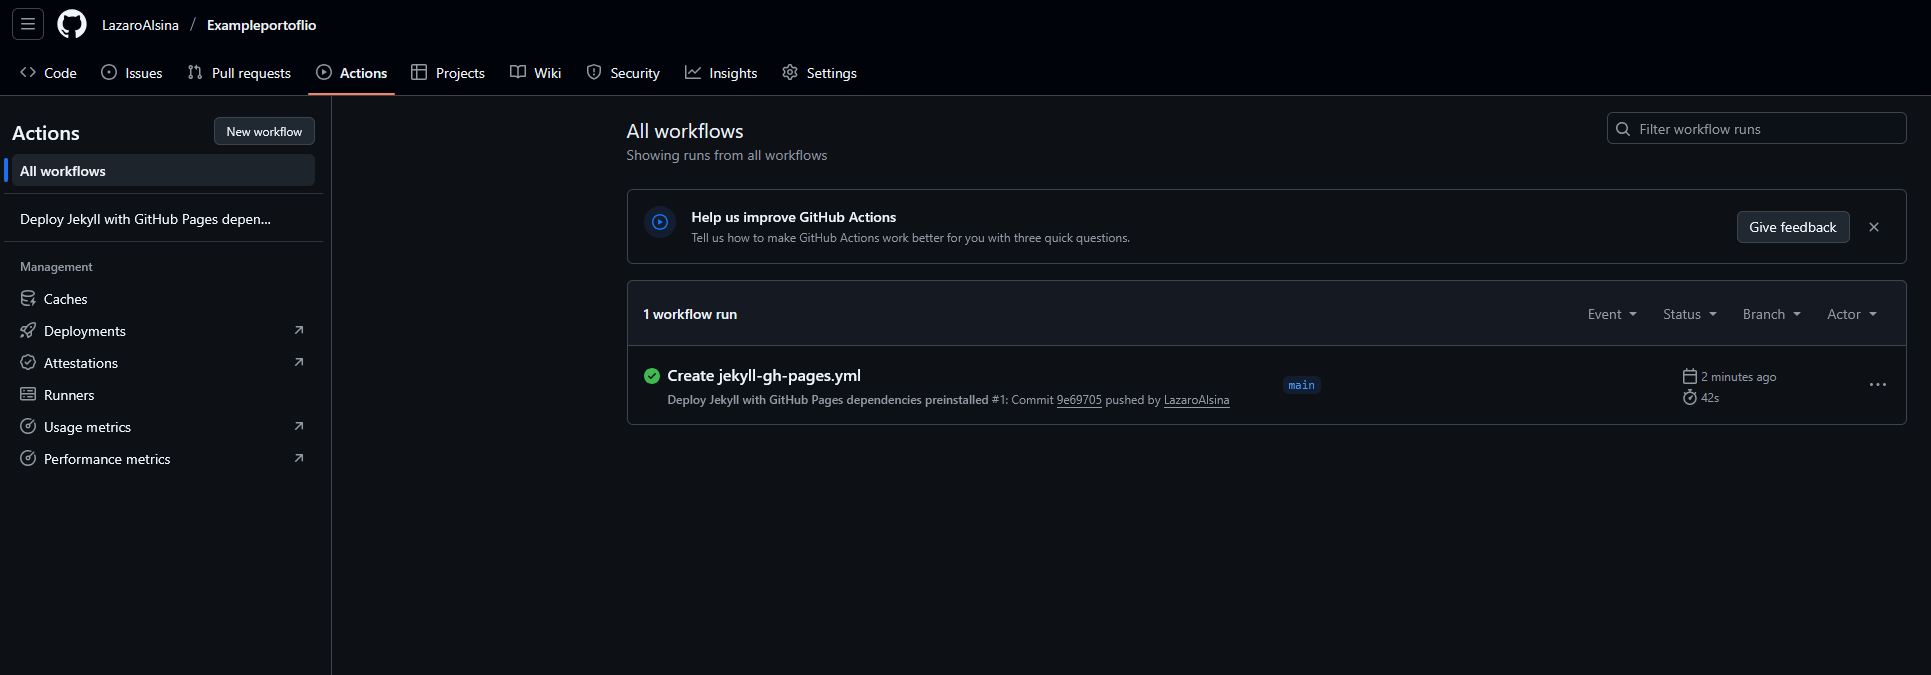 LazaroAlsina / Exampleportoflio
Code Issues Pull requests Actions Projects Wiki Security Insights Settings
Actions
New workflow
All workflows
Deploy Jekyll with GitHub Pages depen...
Management
Caches
Deployments
Attestations
Runners
Usage metrics
Performance metrics
All workflows
Showing runs from all workflows
Filter workflow runs
Help us improve GitHub Actions
Tell us how to make GitHub Actions work better for you with three quick questions.
Give feedback
1 workflow run
Event Status Branch Actor
Create jekyll-gh-pages.yml
Deploy Jekyll with GitHub Pages dependencies preinstalled #1: Commit 9e69705 pushed by LazaroAlsina
main
2 minutes ago
42s